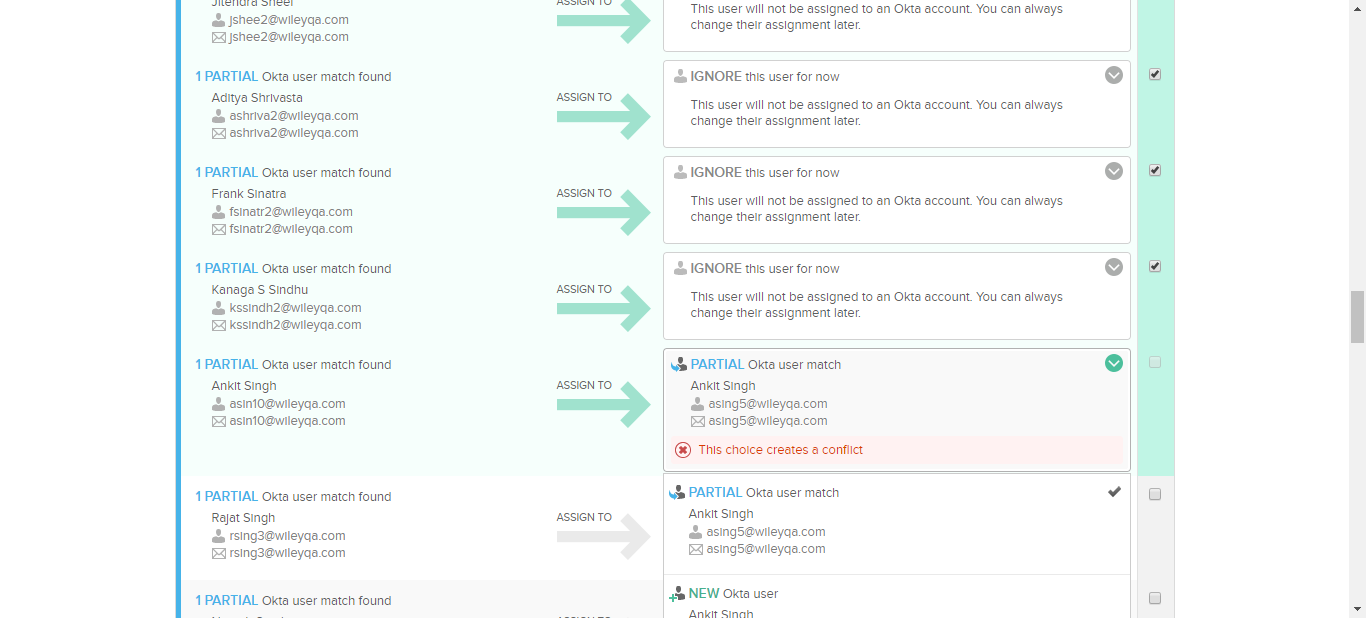 Jitendra Sheel
jshee2@wileyqa.com
jshee2@wileyqa.com
ASSIGN TO
This user will not be assigned to an Okta account. You can always
change their assignment later.
1 PARTIAL Okta user match found
Aditya Shrivasta
ashriva2@wileyqa.com
ashriva2@wileyqa.com
ASSIGN TO
IGNORE this user for now
This user will not be assigned to an Okta account. You can always
change their assignment later.
1 PARTIAL Okta user match found
Frank Sinatra
fsinatr2@wileyqa.com
fsinatr2@wileyqa.com
ASSIGN TO
IGNORE this user for now
This user will not be assigned to an Okta account. You can always
change their assignment later.
1 PARTIAL Okta user match found
Kanaga S Sindhu
kssindh2@wileyqa.com
kssindh2@wileyqa.com
ASSIGN TO
IGNORE this user for now
This user will not be assigned to an Okta account. You can always
change their assignment later.
1 PARTIAL Okta user match found
Ankit Singh
asin10@wileyqa.com
asin10@wileyqa.com
ASSIGN TO
PARTIAL Okta user match
Ankit Singh
asing5@wileyqa.com
asing5@wileyqa.com
This choice creates a conflict
1 PARTIAL Okta user match found
Rajat Singh
rsing3@wileyqa.com
rsing3@wileyqa.com
ASSIGN TO
PARTIAL Okta user match
Ankit Singh
asing5@wileyqa.com
asing5@wileyqa.com
1 PARTIAL Okta user match found
ASSIGN TO
NEW Okta user
Ankit Singh